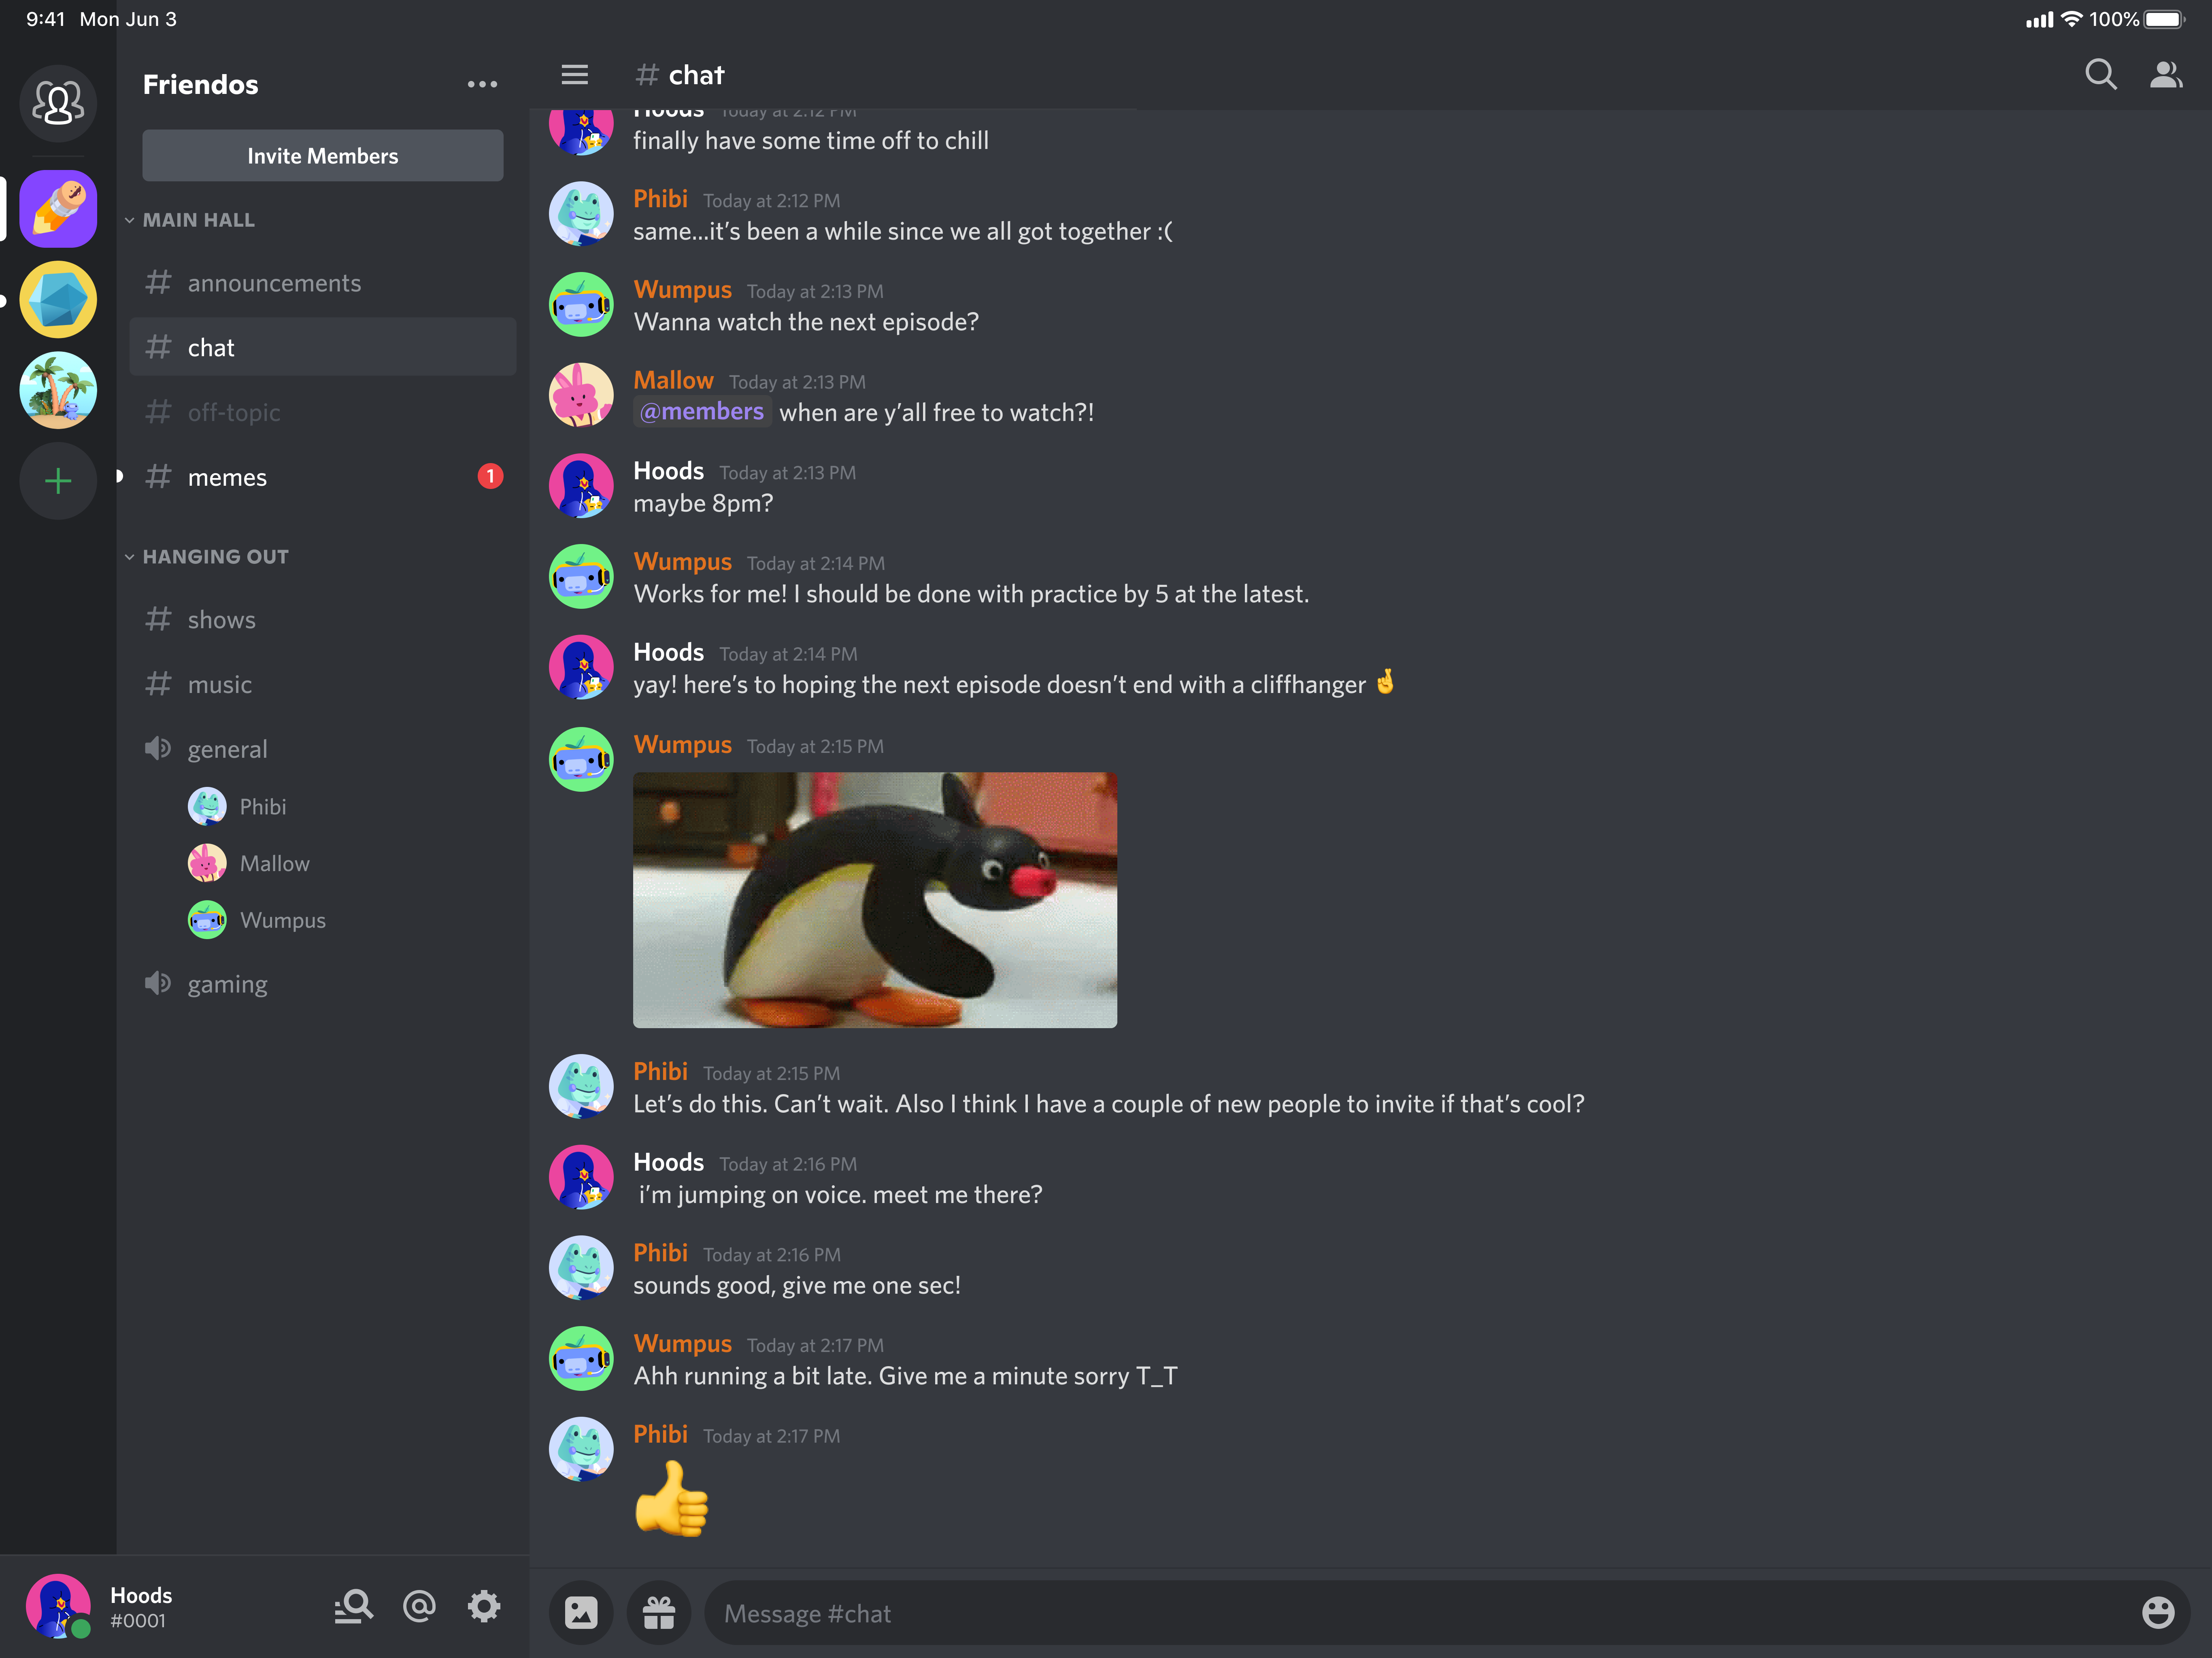 9:41 Mon Jun 3
100%
Friendos
Invite Members
MAIN HALL
announcements
chat
off-topic
memes
1
HANGING OUT
shows
music
general
Phibi
Mallow
Wumpus
gaming
Hoods
#0001
# chat
Hoods Today at 2:12 PM
finally have some time off to chill
Phibi Today at 2:12 PM
same...it’s been a while since we all got together :(
Wumpus Today at 2:13 PM
Wanna watch the next episode?
Mallow Today at 2:13 PM
@members when are y’all free to watch?!
Hoods Today at 2:13 PM
maybe 8pm?
Wumpus Today at 2:14 PM
Works for me! I should be done with practice by 5 at the latest.
Hoods Today at 2:14 PM
yay! here’s to hoping the next episode doesn’t end with a cliffhanger 🤞
Wumpus Today at 2:15 PM
Phibi Today at 2:15 PM
Let’s do this. Can’t wait. Also I think I have a couple of new people to invite if that’s cool?
Hoods Today at 2:16 PM
i’m jumping on voice. meet me there?
Phibi Today at 2:16 PM
sounds good, give me one sec!
Wumpus Today at 2:17 PM
Ahh running a bit late. Give me a minute sorry T_T
Phibi Today at 2:17 PM
👍
Message #chat